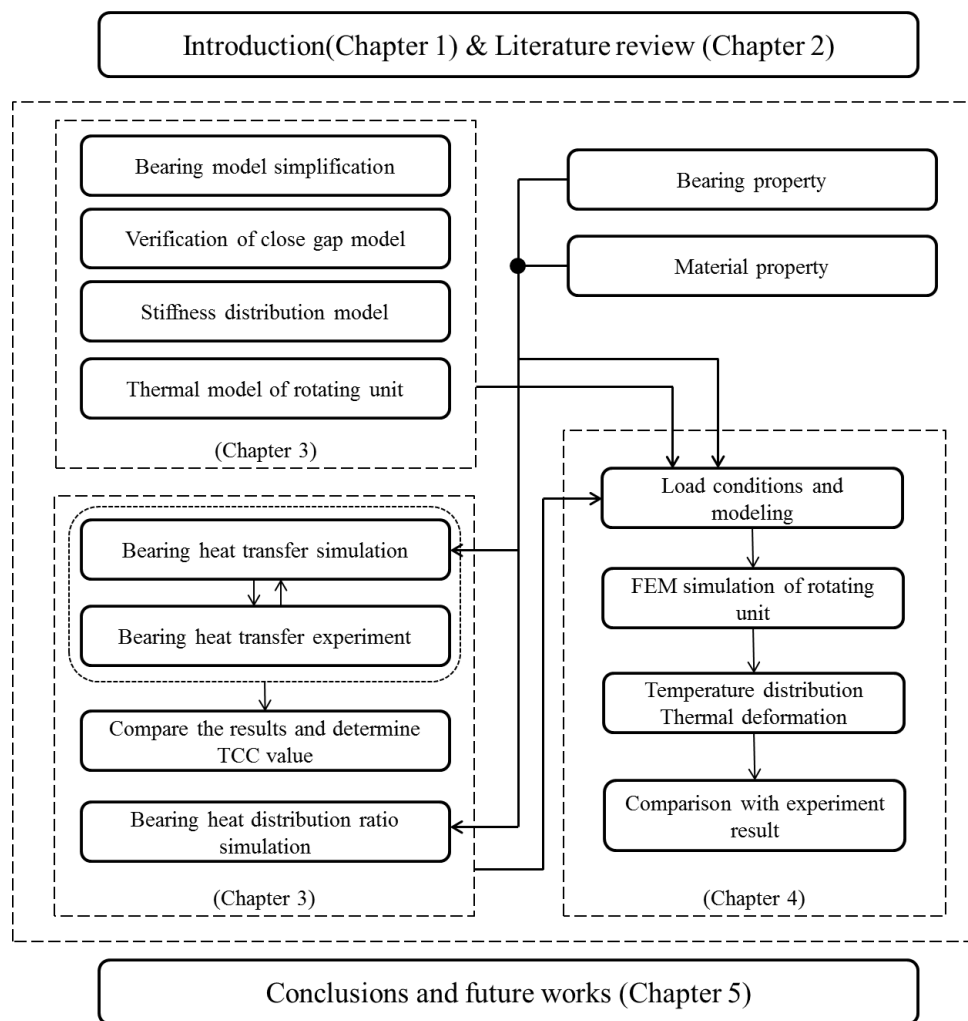 Introduction(Chapter 1) & Literature review (Chapter 2)
Bearing model simplification
Verification of close gap model
Stiffness distribution model
Thermal model of rotating unit
(Chapter 3)
Bearing property
Material property
Bearing heat transfer simulation
Bearing heat transfer experiment
Compare the results and determine
TCC value
Bearing heat distribution ratio
simulation
(Chapter 3)
Load conditions and
modeling
FEM simulation of rotating
unit
Temperature distribution
Thermal deformation
Comparison with experiment
result
(Chapter 4)
Conclusions and future works (Chapter 5)